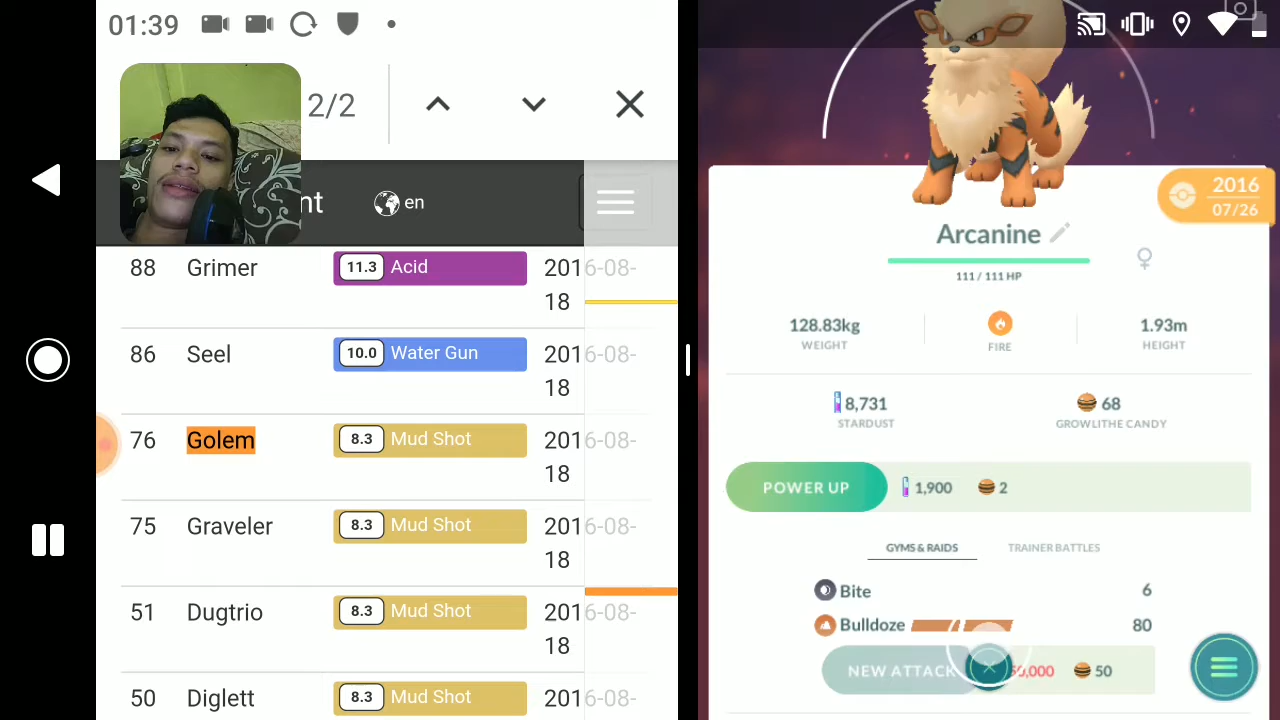 01:39
2/2
nt en
88 Grimer 11.3 Acid 2016-08-
18
86 Seel 10.0 Water Gun 2016-08-
18
76 Golem 8.3 Mud Shot 2016-08-
18
75 Graveler 8.3 Mud Shot 2016-08-
18
51 Dugtrio 8.3 Mud Shot 2016-08-
18
50 Diglett 8.3 Mud Shot 201
2016
07/26
Arcanine
111 / 111 HP
128.83kg 1.93m
WEIGHT FIRE HEIGHT
8,731 68
STARDUST GROWLITHE CANDY
POWER UP 1,900 2
GYMS & RAIDS TRAINER BATTLES
Bite 6
Bulldoze 80
NEW ATTACK 50